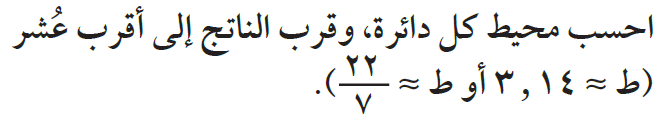 احسب محيط كل دائرة، وقرب الناتج إلى أقرب عُشر
(ط ≈ ٣,١٤ أو ط ≈ ٢٢/٧).